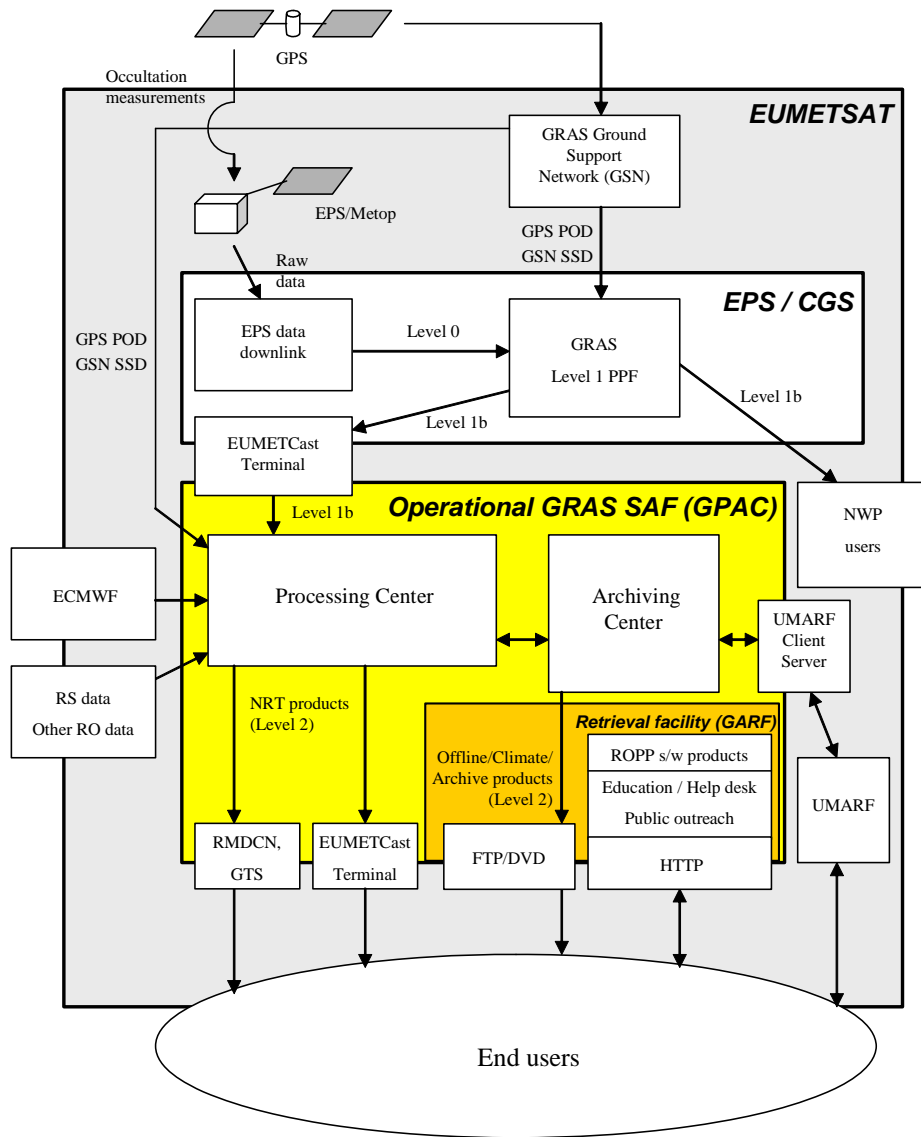 GPS
Occultation
measurements
EUMETSAT
GRAS Ground
Support
Network (GSN)
EPS/Metop
GPS POD
GSN SSD
Raw
data
EPS / CGS
GPS POD
GSN SSD
EPS data
downlink
Level 0
GRAS
Level 1 PPF
Level 1b
Level 1b
EUMETCast
Terminal
Level 1b
Operational GRAS SAF (GPAC)
NWP
users
ECMWF
Processing Center
Archiving
Center
UMARF
Client
Server
RS data
Other RO data
NRT products
(Level 2)
Retrieval facility (GARF)
Offline/Climate/
Archive products
(Level 2)
ROPP s/w products
Education / Help desk
Public outreach
HTTP
UMARF
RMDCN,
GTS
EUMETCast
Terminal
FTP/DVD
End users